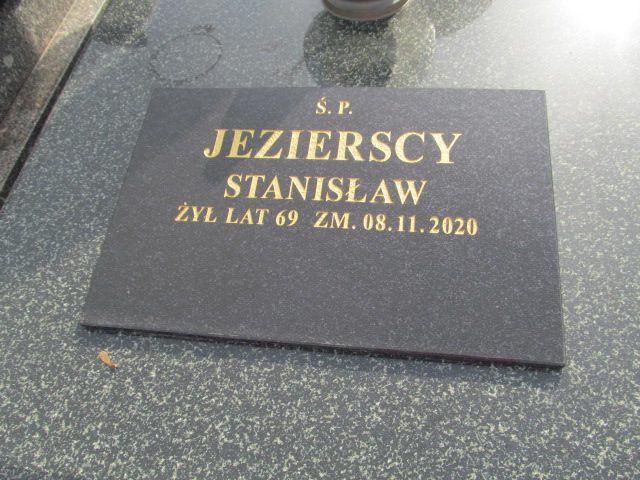 Ś. P.
JEZIERSCY
STANISŁAW
ŻYŁ LAT 69 ZM. 08.11.2020